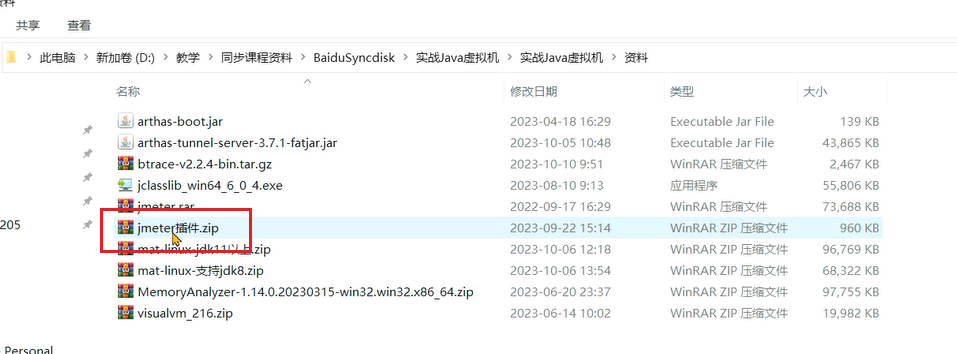 资料
共享 查看
此电脑 > 新加卷 (D:) > 教学 > 同步课程资料 > BaiduSyncdisk > 实战Java虚拟机 > 实战Java虚拟机 > 资料
名称 修改日期 类型 大小
arthas-boot.jar 2023-04-18 16:29 Executable Jar File 139 KB
arthas-tunnel-server-3.7.1-fatjar.jar 2023-10-05 10:48 Executable Jar File 43,865 KB
btrace-v2.2.4-bin.tar.gz 2023-10-10 9:51 WinRAR 压缩文件 2,467 KB
jclasslib_win64_6_0_4.exe 2023-08-10 9:13 应用程序 55,806 KB
jmeter.rar 2022-09-17 16:29 WinRAR 压缩文件 73,688 KB
205 jmeter插件.zip 2023-09-22 15:14 WinRAR ZIP 压缩文件 960 KB
mat-linux-jdk11以上.zip 2023-10-06 12:18 WinRAR ZIP 压缩文件 96,769 KB
mat-linux-支持jdk8.zip 2023-10-06 13:54 WinRAR ZIP 压缩文件 68,322 KB
MemoryAnalyzer-1.14.0.20230315-win32.win32.x86_64.zip 2023-06-20 23:37 WinRAR ZIP 压缩文件 97,755 KB
visualvm_216.zip 2023-06-14 10:02 WinRAR ZIP 压缩文件 19,982 KB
- Personal